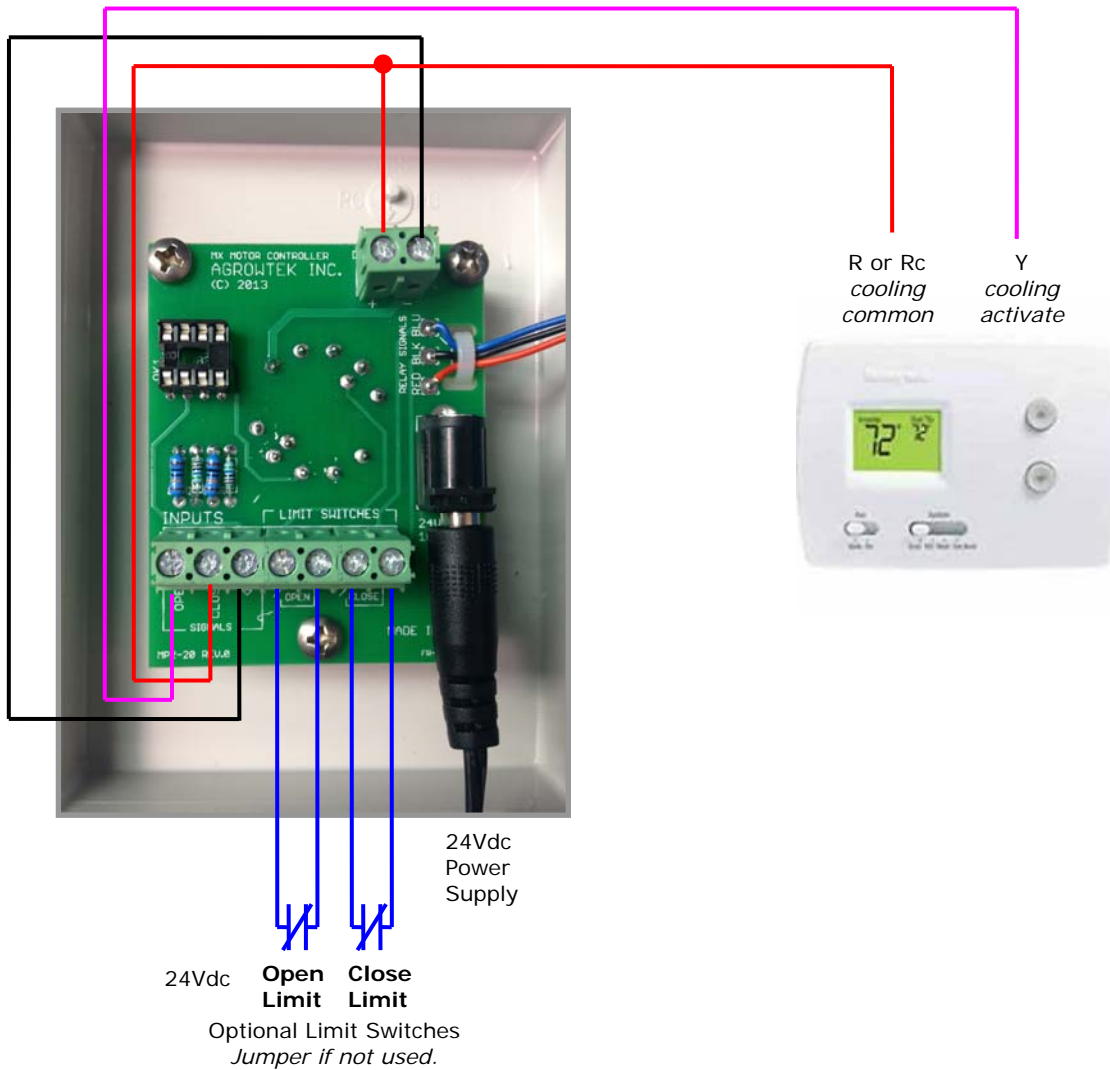 R or Rc
cooling
common
Y
cooling
activate
MX MOTOR CONTROLLER
AGROWTEK INC.
(C) 2013
+ -
RELAY SIGNALS
RED BLK BLU
72°
72°
INPUTS
LIMIT SWITCHES
OPEN
CLOSE
SIGNALS
MADE
24Vdc
Power
Supply
24Vdc
Open
Limit
Close
Limit
Optional Limit Switches
Jumper if not used.